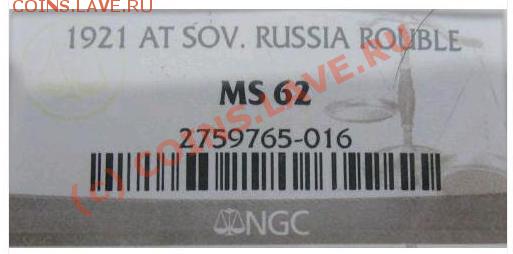 COINS.LAVE.RU
1921 AT SOV. RUSSIA ROUBLE
MS 62
2759765-016
(c) COINS.LAVE.RU
NGC